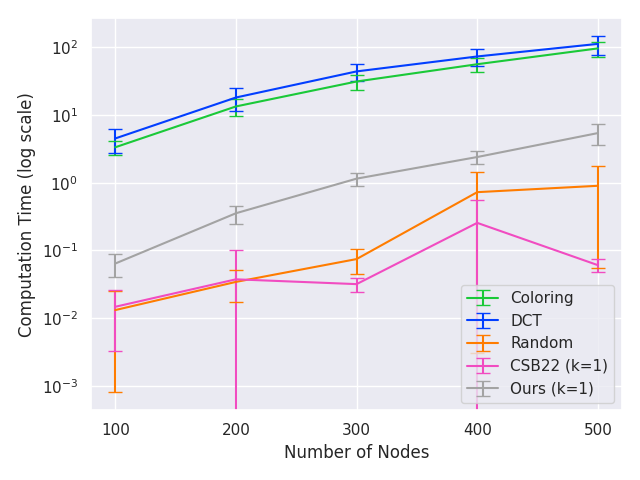 Computation Time (log scale)
10²
10¹
10⁰
10⁻¹
10⁻²
10⁻³
100 200 300 400 500
Number of Nodes
Coloring
DCT
Random
CSB22 (k=1)
Ours (k=1)